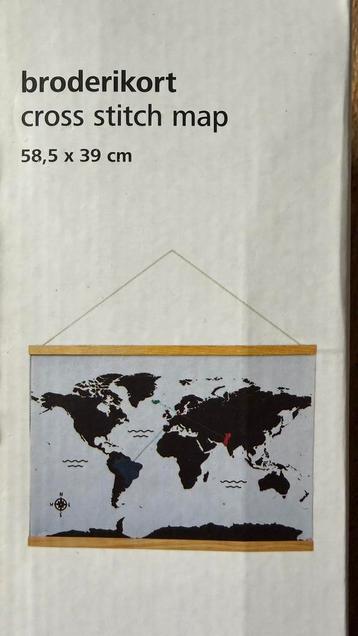 broderikort
cross stitch map
58,5 x 39 cm
N